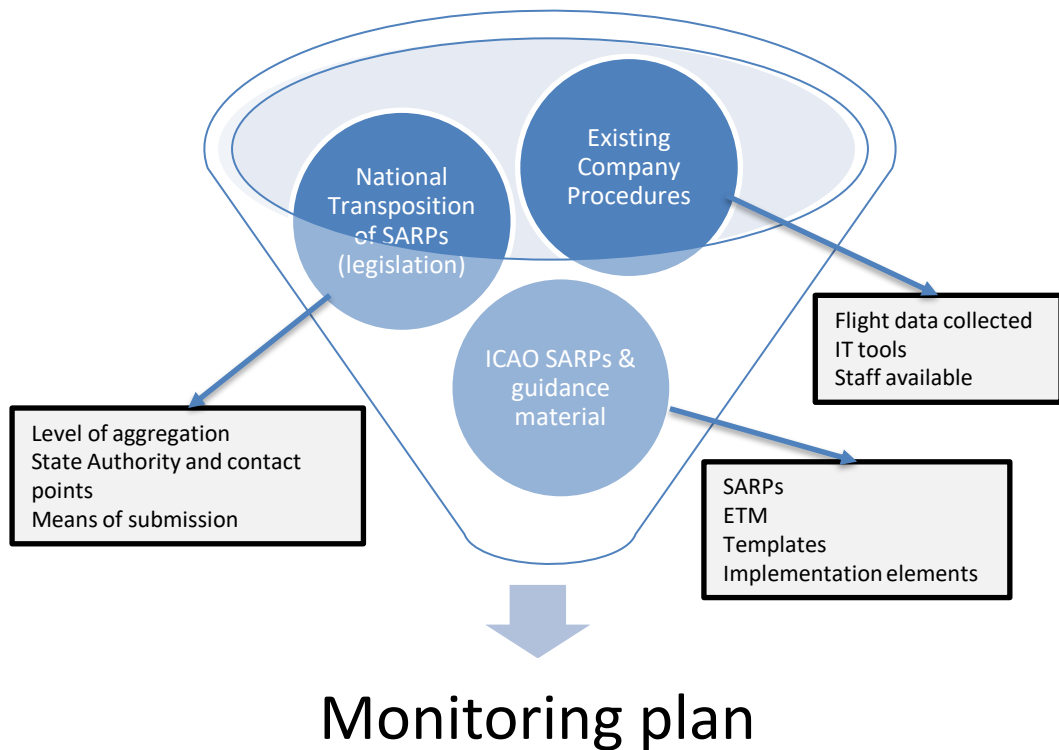 Existing
Company
Procedures
National
Transposition
of SARPs
(legislation)
ICAO SARPs &
guidance
material
Flight data collected
IT tools
Staff available
Level of aggregation
State Authority and contact
points
Means of submission
SARPs
ETM
Templates
Implementation elements
Monitoring plan